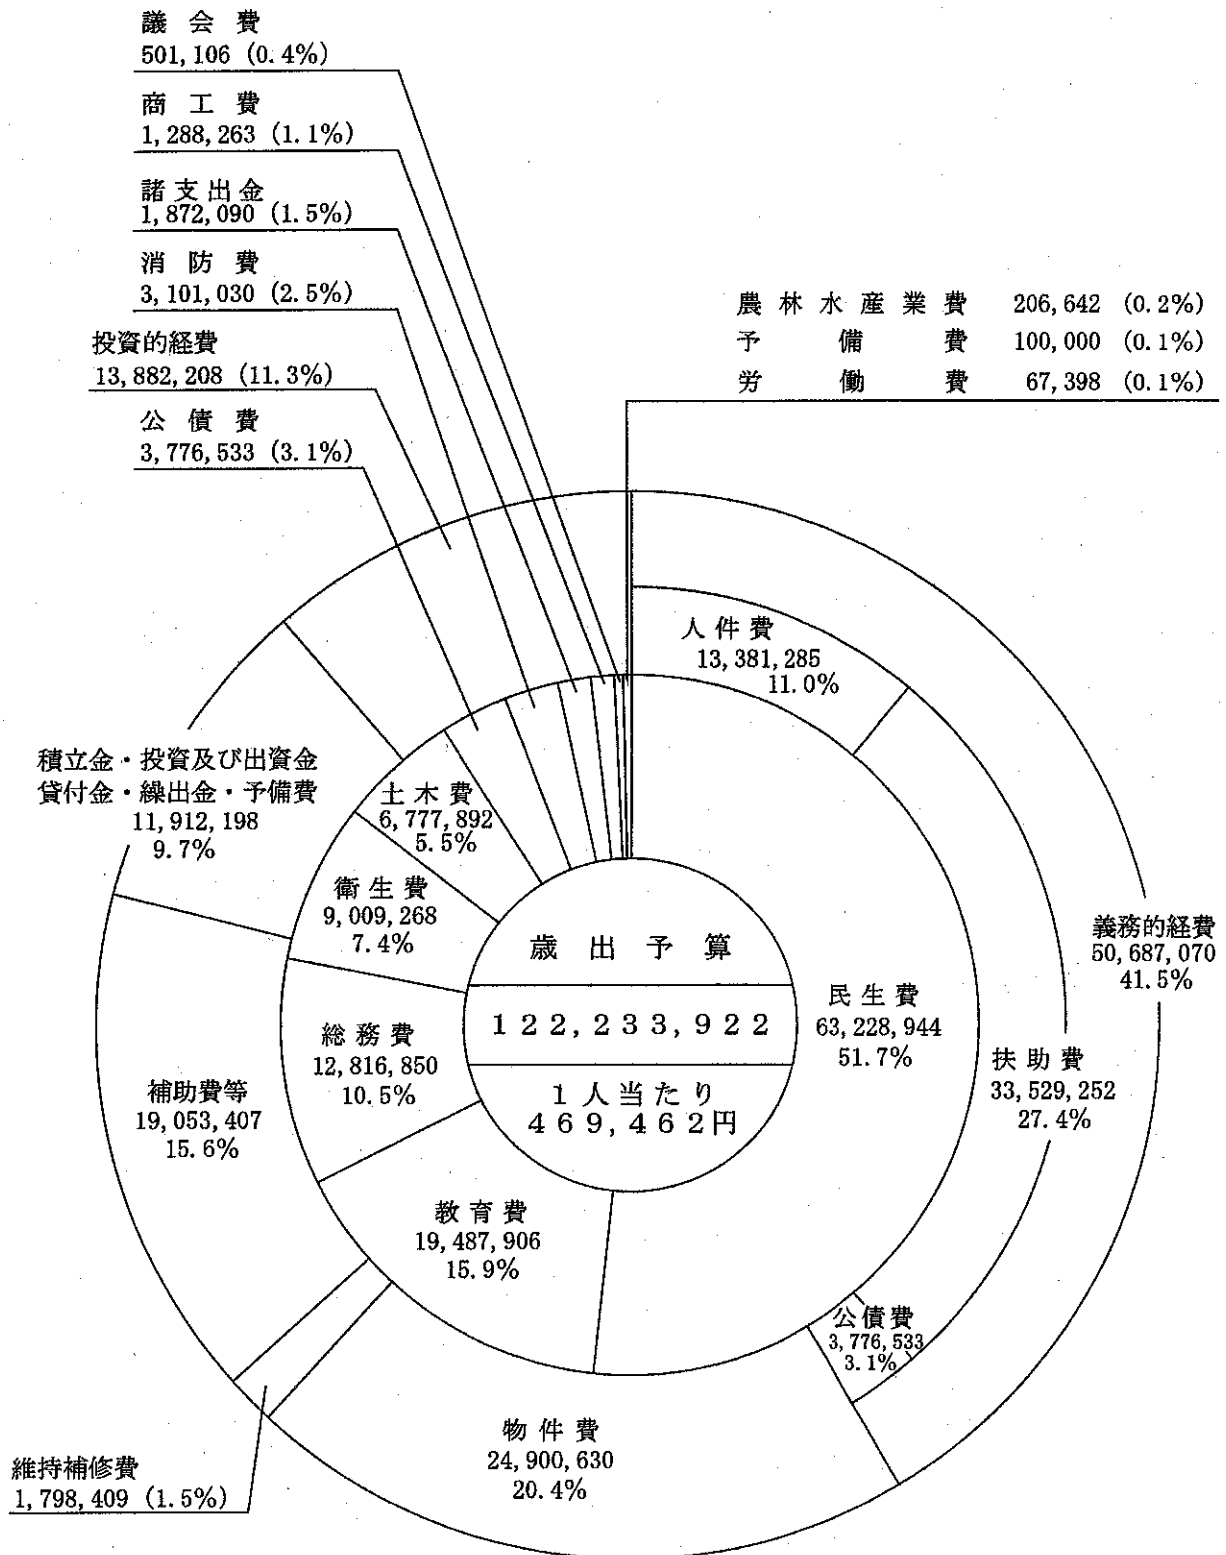 議会費
501,106 (0.4%)
商工費
1,288,263 (1.1%)
諸支出金
1,872,090 (1.5%)
消防費
3,101,030 (2.5%)
投資的経費
13,882,208 (11.3%)
公債費
3,776,533 (3.1%)
農林水産業費 206,642 (0.2%)
予備費 100,000 (0.1%)
労働費 67,398 (0.1%)
人件費
13,381,285
11.0%
積立金・投資及び出資金
貸付金・繰出金・予備費
11,912,198
9.7%
土木費
6,777,892
5.5%
衛生費
9,009,268
7.4%
歳出予算
122,233,922
1人当たり
469,462円
民生費
63,228,944
51.7%
義務的経費
50,687,070
41.5%
扶助費
33,529,252
27.4%
総務費
12,816,850
10.5%
補助費等
19,053,407
15.6%
教育費
19,487,906
15.9%
公債費
3,776,533
3.1%
物件費
24,900,630
20.4%
維持補修費
1,798,409 (1.5%)